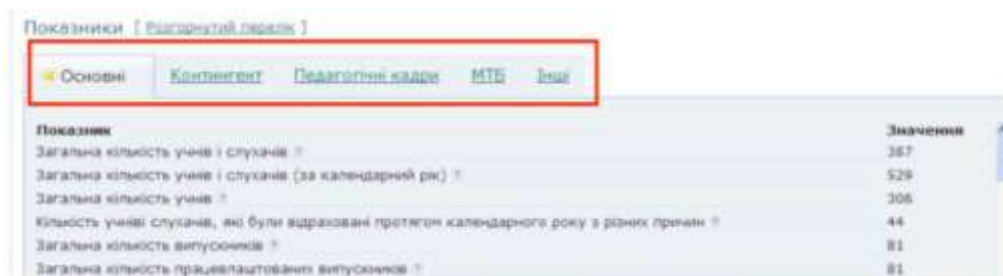 Показники [ Розгорнутий перелік ]
Основні Контингент Педагогічні кадри МТБ Інші
Показник Значення
Загальна кількість учнів і слухачів ? 387
Загальна кількість учнів і слухачів (за календарний рік) ? 529
Загальна кількість учнів ? 306
Кількість учнів слухачів, які були відраховані протягом календарного року з різних причин ? 44
Загальна кількість випускників ? 81
Загальна кількість працевлаштованих випускників ? 81